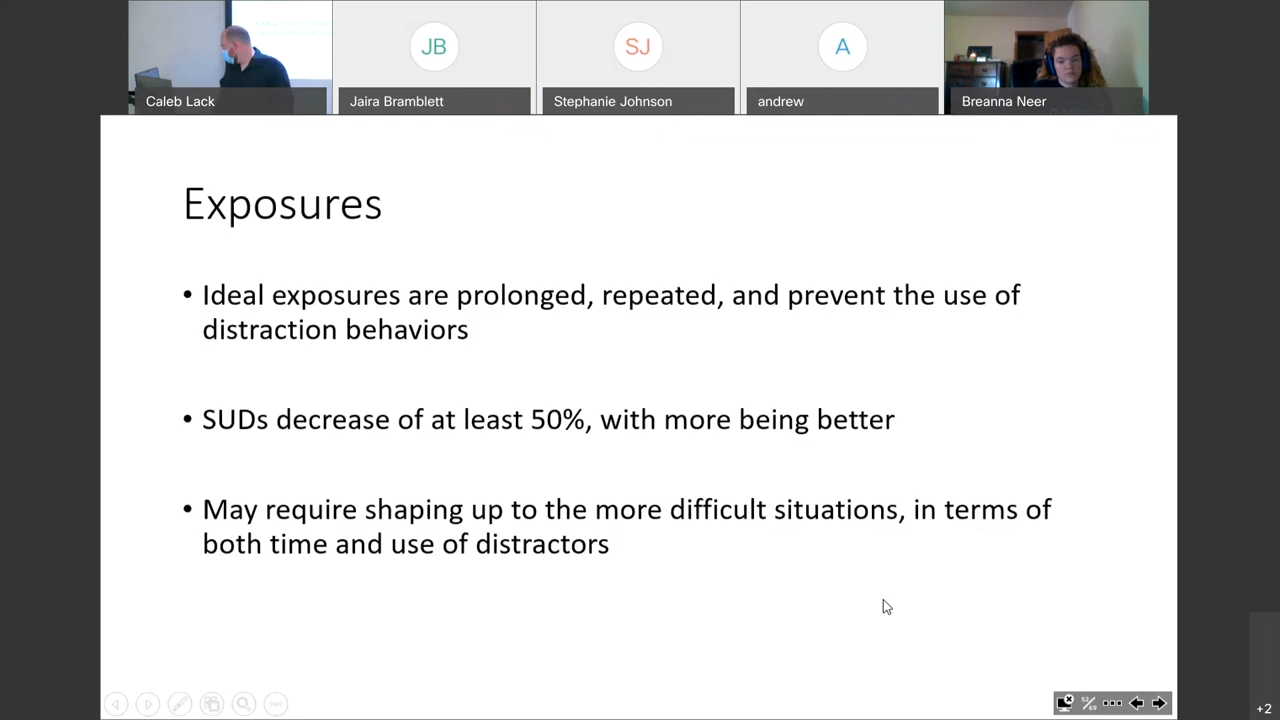 JB
SJ
A
Caleb Lack
Jaira Bramblett
Stephanie Johnson
andrew
Breanna Neer
Exposures
• Ideal exposures are prolonged, repeated, and prevent the use of
distraction behaviors
• SUDs decrease of at least 50%, with more being better
• May require shaping up to the more difficult situations, in terms of
both time and use of distractors
52/69
+2